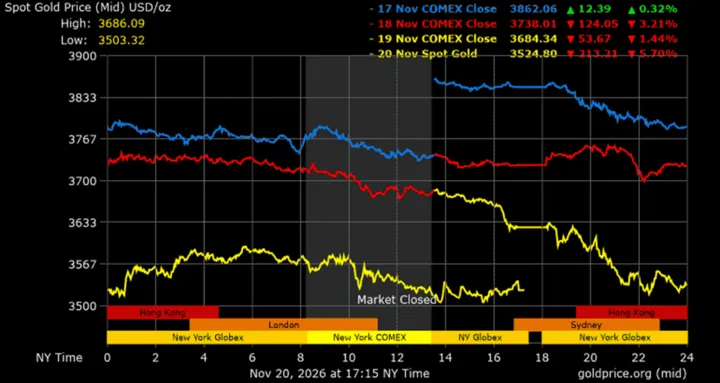 Spot Gold Price (Mid) USD/oz
High: 3686.09
Low: 3503.32
- 17 Nov COMEX Close 3862.06 ▲ 12.39 ▲ 0.32%
- 18 Nov COMEX Close 3738.01 ▼ 124.05 ▼ 3.21%
- 19 Nov COMEX Close 3684.34 ▼ 53.67 ▼ 1.44%
- 20 Nov Spot Gold 3524.80 ▼ 213.21 ▼ 5.70%
3900
3833
3767
3700
3633
3567
3500
Market Closed
Hong Kong Hong Kong
London Sydney
New York Globex New York COMEX NY Globex New York Globex
NY Time 0 2 4 6 8 10 12 14 16 18 20 22 24
Nov 20, 2026 at 17:15 NY Time goldprice.org (mid)